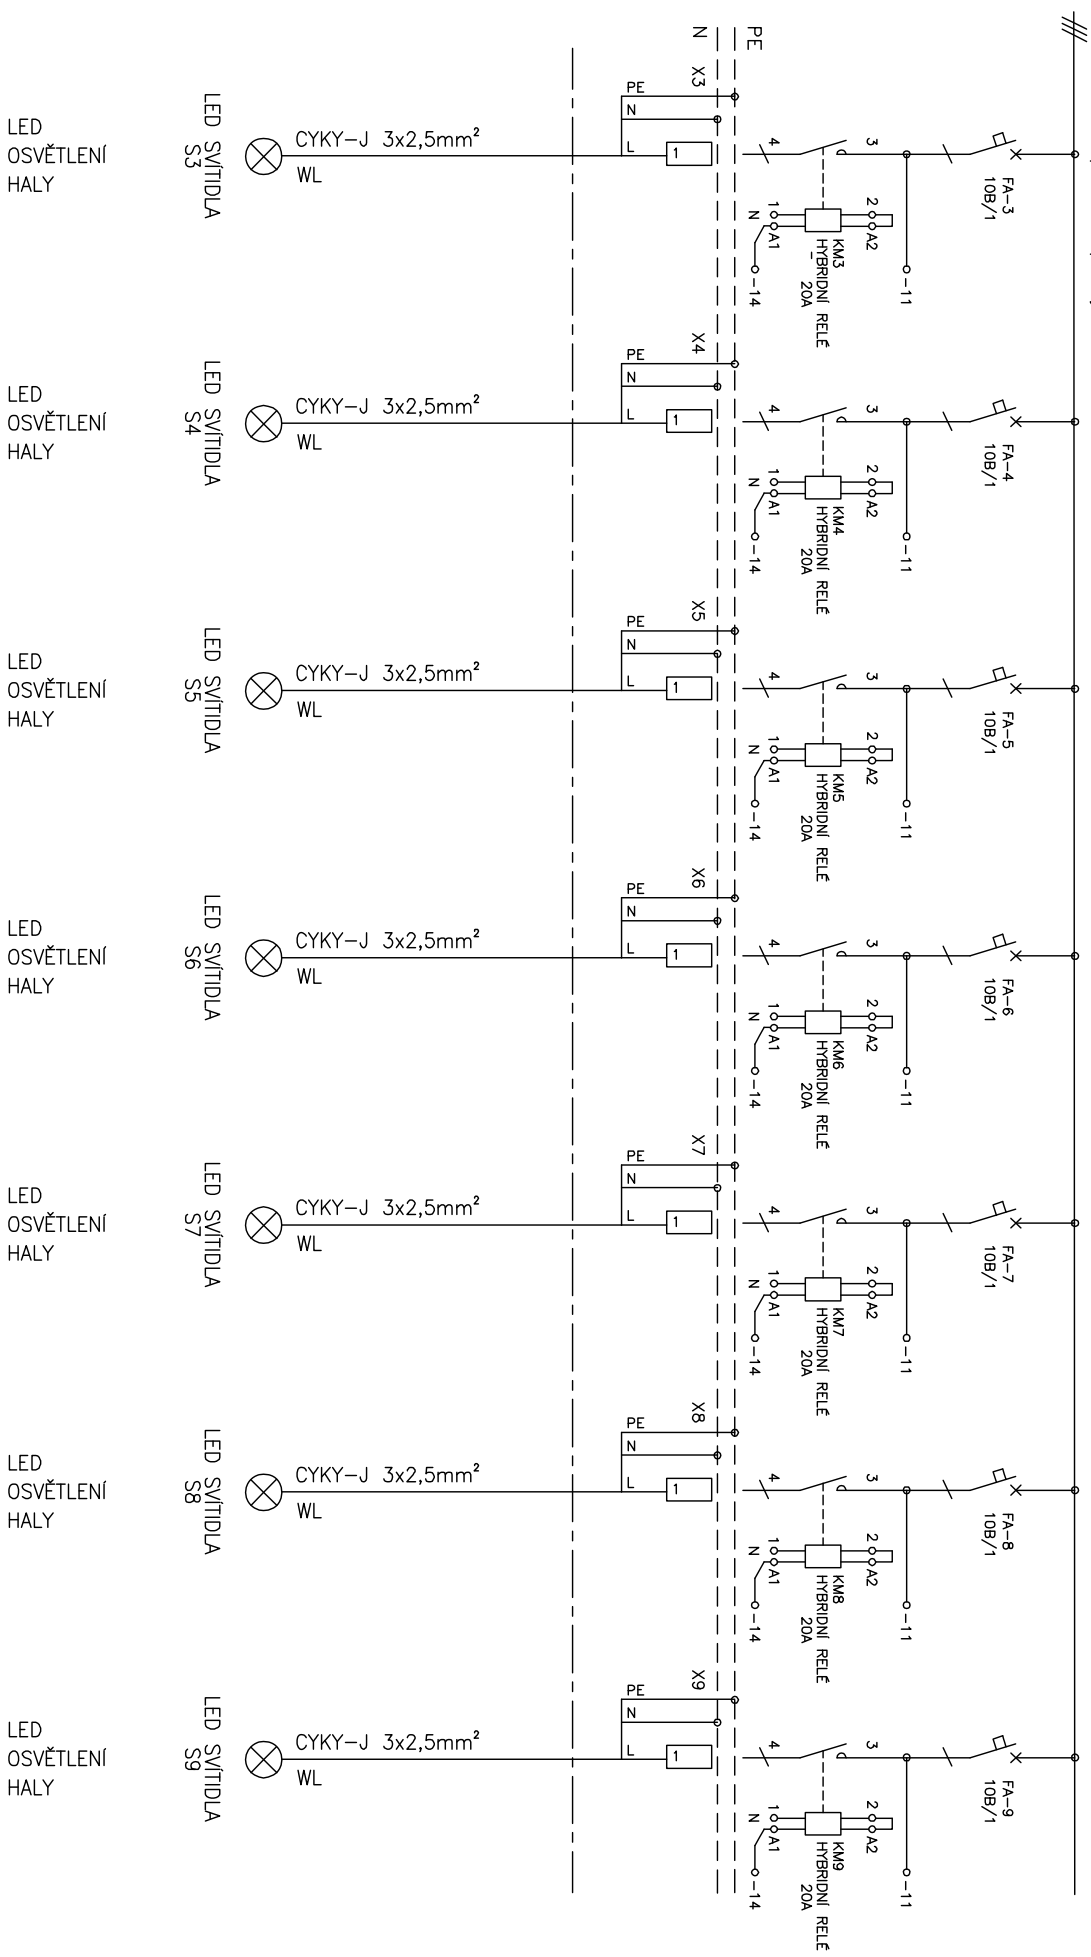 N
PE
X3
PE
N
L
1
4
3
FA-3
10B/1
2
A2
1
A1
N
KM3
HYBRIDNÍ RELÉ
20A
-14
-11
CYKY-J 3x2,5mm²
WL
LED SVÍTIDLA
S3
LED
OSVĚTLENÍ
HALY
X4
PE
N
L
1
4
3
FA-4
10B/1
2
A2
1
A1
N
KM4
HYBRIDNÍ RELÉ
20A
-14
-11
CYKY-J 3x2,5mm²
WL
LED SVÍTIDLA
S4
LED
OSVĚTLENÍ
HALY
X5
PE
N
L
1
4
3
FA-5
10B/1
2
A2
1
A1
N
KM5
HYBRIDNÍ RELÉ
20A
-14
-11
CYKY-J 3x2,5mm²
WL
LED SVÍTIDLA
S5
LED
OSVĚTLENÍ
HALY
X6
PE
N
L
1
4
3
FA-6
10B/1
2
A2
1
A1
N
KM6
HYBRIDNÍ RELÉ
20A
-14
-11
CYKY-J 3x2,5mm²
WL
LED SVÍTIDLA
S6
LED
OSVĚTLENÍ
HALY
X7
PE
N
L
1
4
3
FA-7
10B/1
2
A2
1
A1
N
KM7
HYBRIDNÍ RELÉ
20A
-14
-11
CYKY-J 3x2,5mm²
WL
LED SVÍTIDLA
S7
LED
OSVĚTLENÍ
HALY
X8
PE
N
L
1
4
3
FA-8
10B/1
2
A2
1
A1
N
KM8
HYBRIDNÍ RELÉ
20A
-14
-11
CYKY-J 3x2,5mm²
WL
LED SVÍTIDLA
S8
LED
OSVĚTLENÍ
HALY
X9
PE
N
L
1
4
3
FA-9
10B/1
2
A2
1
A1
N
KM9
HYBRIDNÍ RELÉ
20A
-14
-11
CYKY-J 3x2,5mm²
WL
LED SVÍTIDLA
S9
LED
OSVĚTLENÍ
HALY